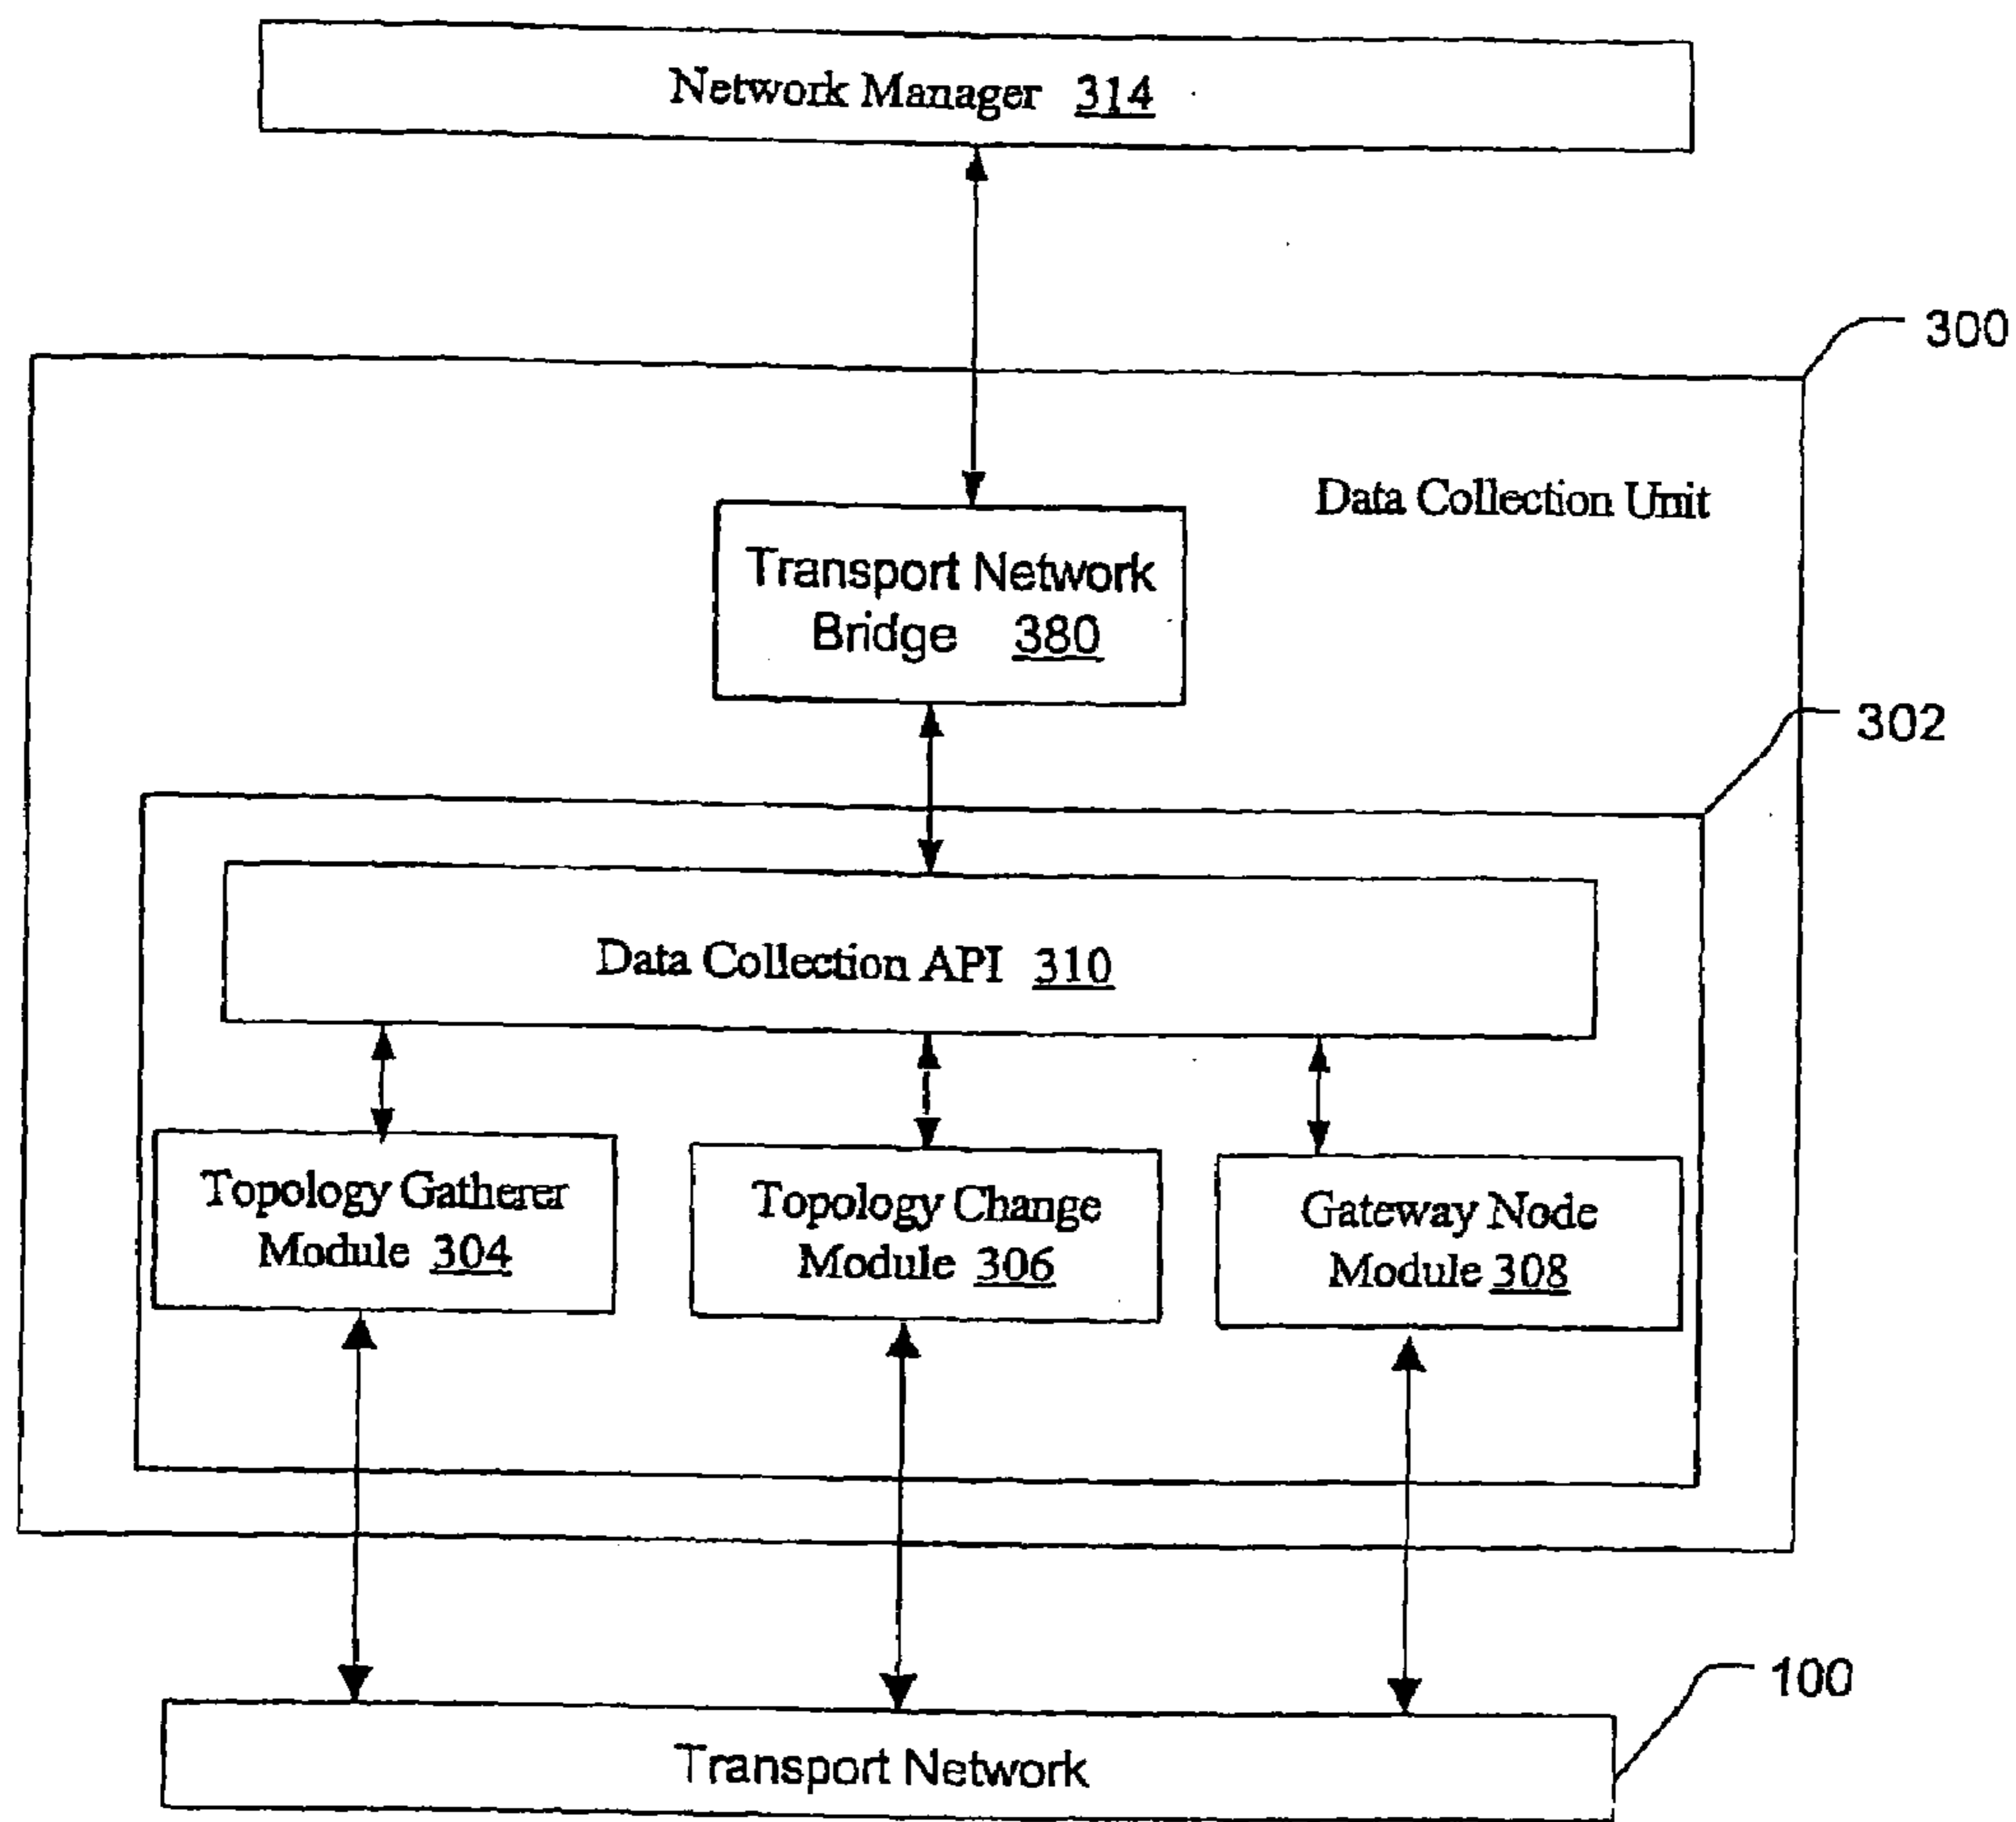 Network Manager 314
300
Data Collection Unit
Transport Network
Bridge 380
302
Data Collection API 310
Topology Gatherer
Module 304
Topology Change
Module 306
Gateway Node
Module 308
100
Transport Network